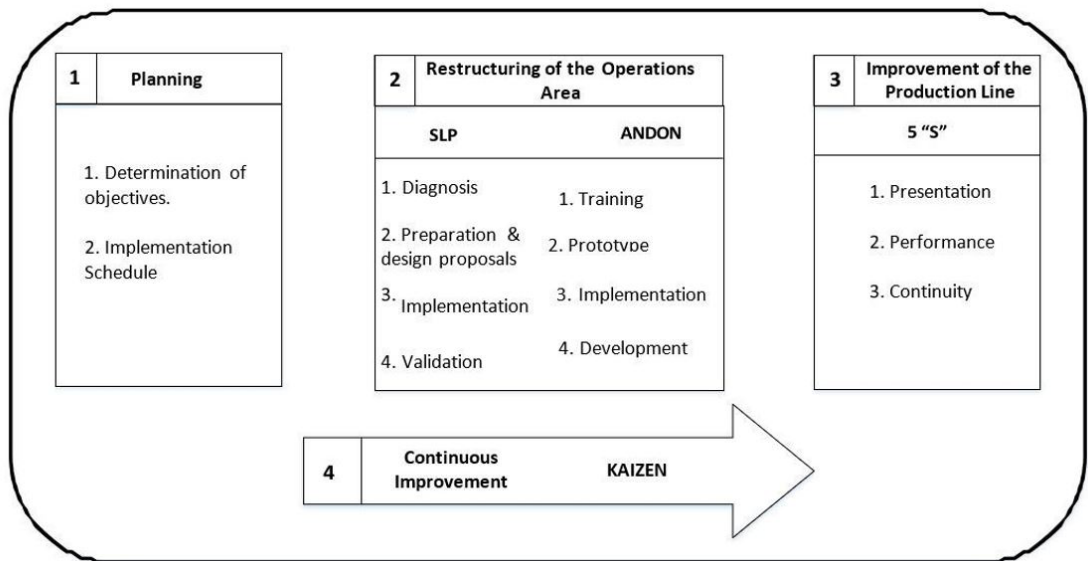 1
Planning
1. Determination of
objectives.
2. Implementation
Schedule
2
Restructuring of the Operations
Area
SLP
1. Diagnosis
2. Preparation &
design proposals
3. Implementation
4. Validation
ANDON
1. Training
2. Prototype
3. Implementation
4. Development
3
Improvement of the
Production Line
5 “S”
1. Presentation
2. Performance
3. Continuity
4
Continuous
Improvement
KAIZEN